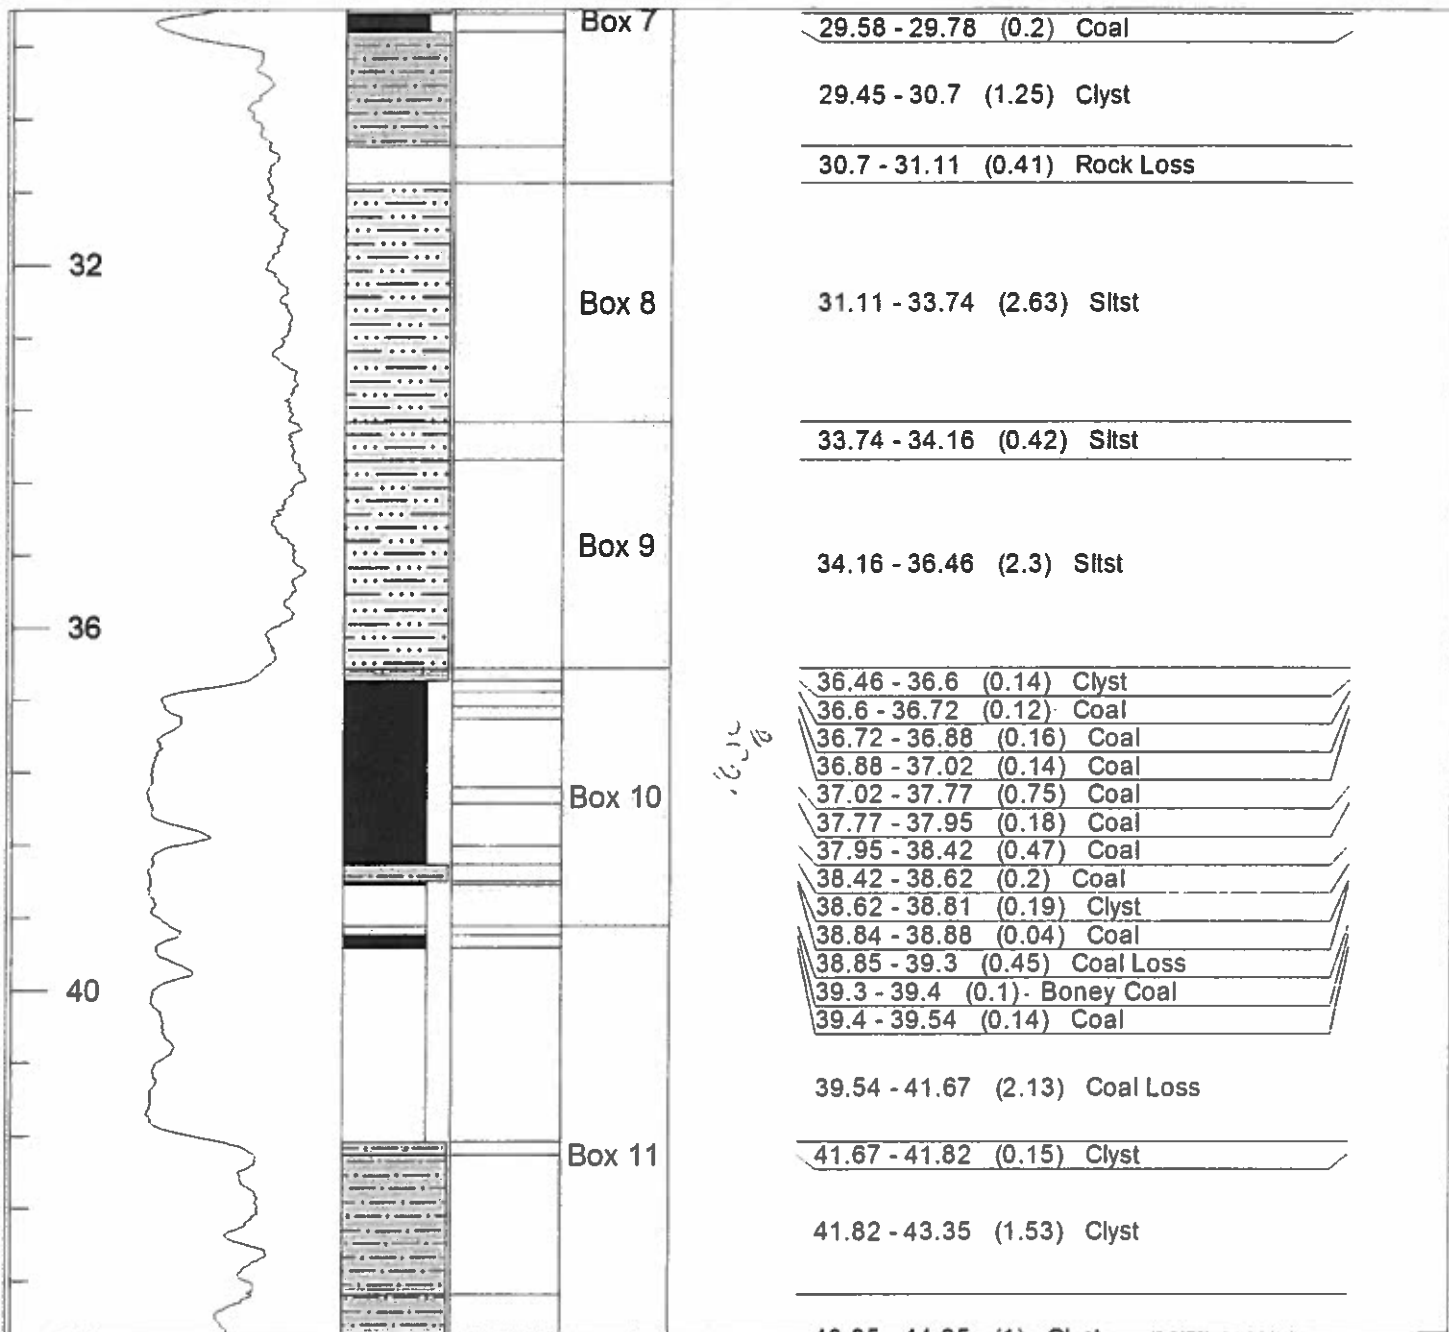 Box 7
29.58 - 29.78 (0.2) Coal
29.45 - 30.7 (1.25) Clyst
30.7 - 31.11 (0.41) Rock Loss
32
Box 8
31.11 - 33.74 (2.63) Sltst
33.74 - 34.16 (0.42) Sltst
Box 9
34.16 - 36.46 (2.3) Sltst
36
36.46 - 36.6 (0.14) Clyst
36.6 - 36.72 (0.12) Coal
36.72 - 36.88 (0.16) Coal
36.88 - 37.02 (0.14) Coal
Box 10
37.02 - 37.77 (0.75) Coal
37.77 - 37.95 (0.18) Coal
37.95 - 38.42 (0.47) Coal
38.42 - 38.62 (0.2) Coal
38.62 - 38.81 (0.19) Clyst
38.84 - 38.88 (0.04) Coal
38.85 - 39.3 (0.45) Coal Loss
40
39.3 - 39.4 (0.1) - Boney Coal
39.4 - 39.54 (0.14) Coal
39.54 - 41.67 (2.13) Coal Loss
Box 11
41.67 - 41.82 (0.15) Clyst
41.82 - 43.35 (1.53) Clyst